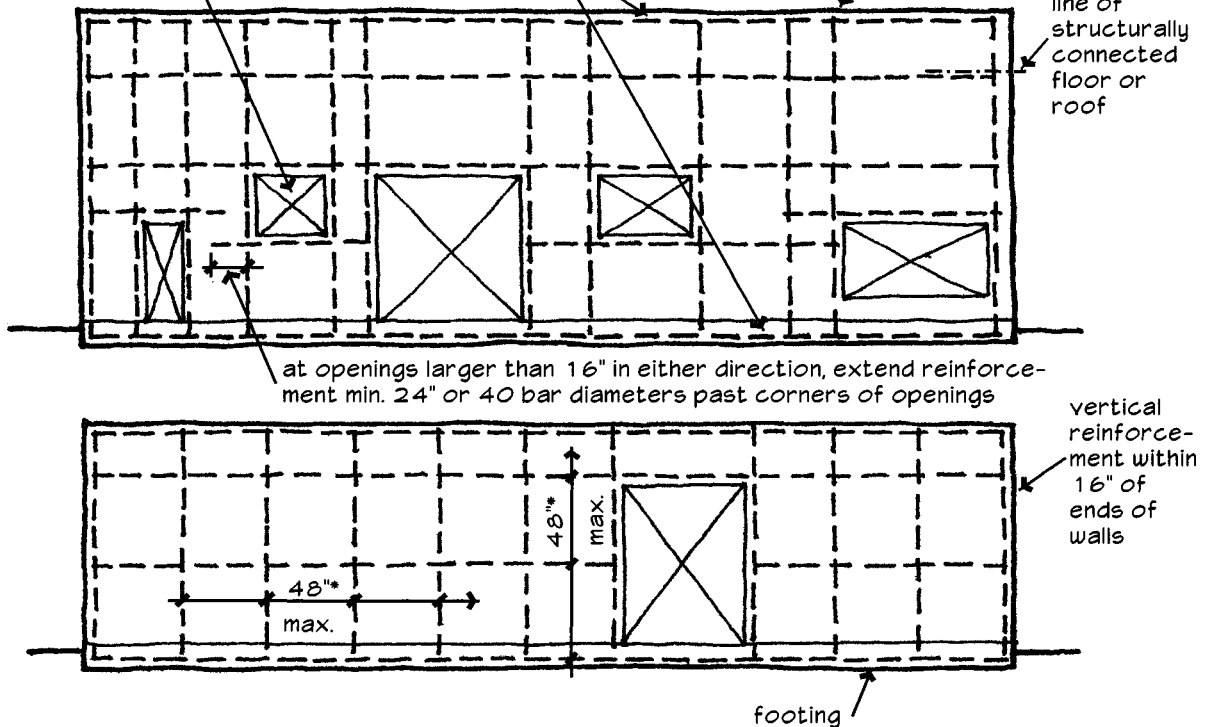 line of
structurally
connected
floor or
roof
at openings larger than 16" in either direction, extend reinforce-
ment min. 24" or 40 bar diameters past corners of openings
vertical
reinforce-
ment within
16" of
ends of
walls
48"*
max.
48"*
max.
footing